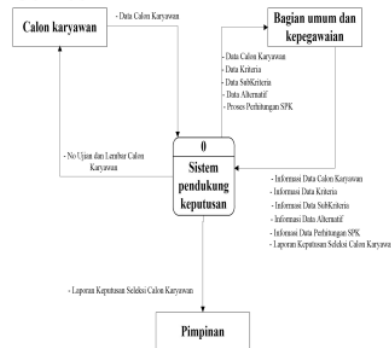 - Data Calon Karyawan
Calon karyawan
Bagian umum dan
kepegawaian
- Data Calon Karyawan
- Data Kriteria
- Data SubKriteria
- Data Alternatif
- Proses Perhitungan SPK
0
Sistem
pendukung
keputusan
- No Ujian dan Lembar Calon
Karyawan
- Informasi Data Calon Karyawan
- Informasi Data Kriteria
- Informasi Data SubKriteria
- Informasi Data Alternatif
- Infomasi Data Perhitungan SPK
- Laporan Keputusan Seleksi Calon Karyawa
- Laporan Keputusan Seleksi Calon Karyawan
Pimpinan